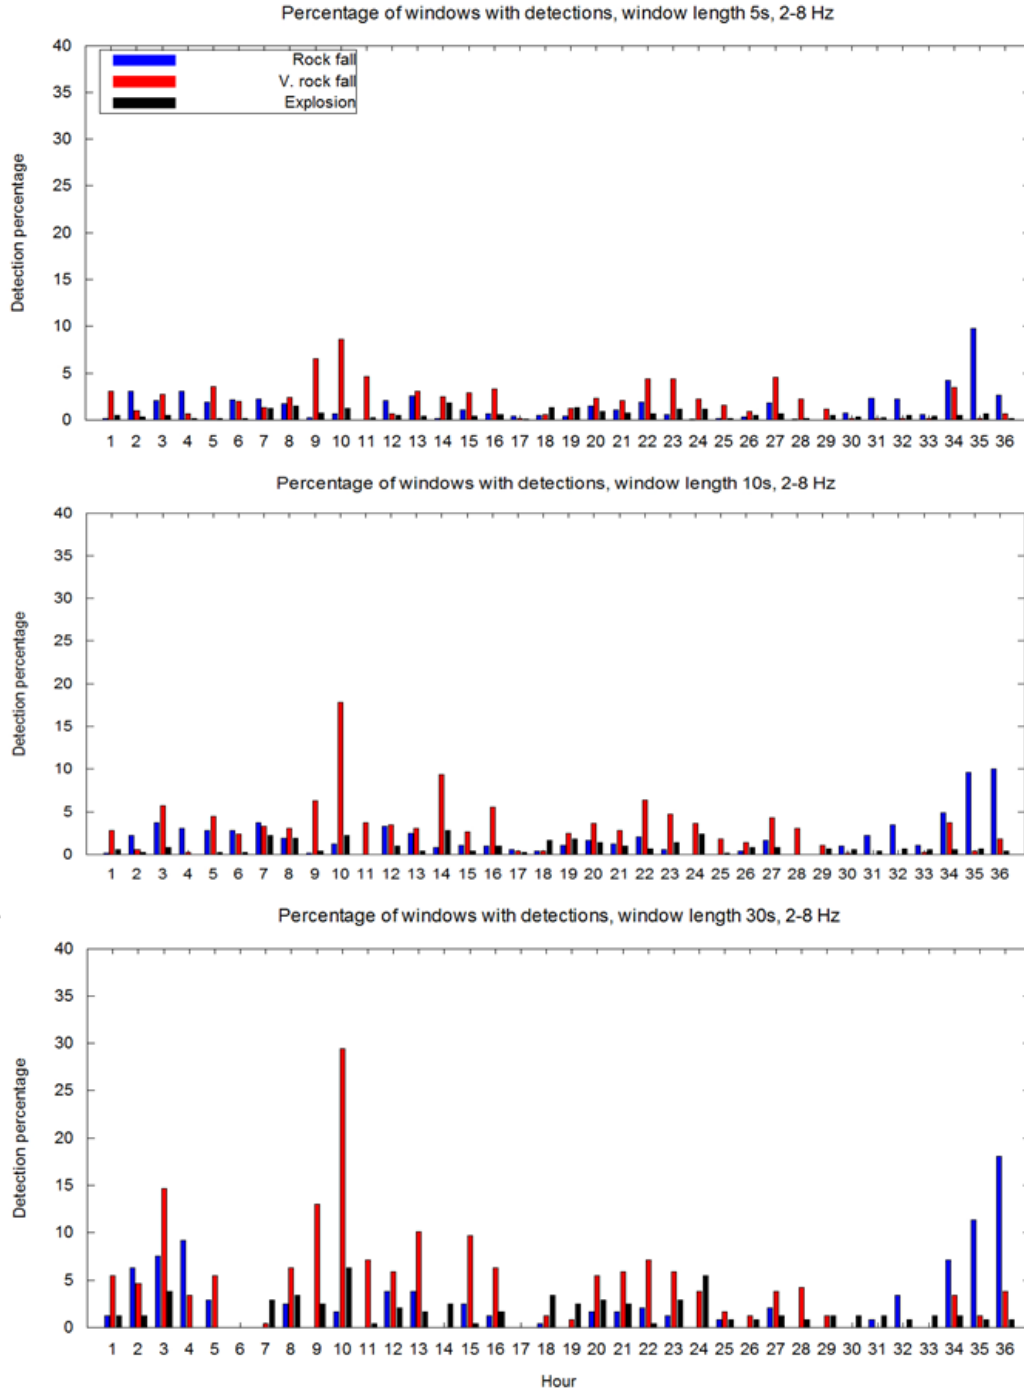 Percentage of windows with detections, window length 5s, 2-8 Hz
40
35
30
25
20
15
10
5
0
Detection percentage
Rock fall
V. rock fall
Explosion
1 2 3 4 5 6 7 8 9 10 11 12 13 14 15 16 17 18 19 20 21 22 23 24 25 26 27 28 29 30 31 32 33 34 35 36
Percentage of windows with detections, window length 10s, 2-8 Hz
40
35
30
25
20
15
10
5
0
Detection percentage
1 2 3 4 5 6 7 8 9 10 11 12 13 14 15 16 17 18 19 20 21 22 23 24 25 26 27 28 29 30 31 32 33 34 35 36
Percentage of windows with detections, window length 30s, 2-8 Hz
40
35
30
25
20
15
10
5
0
Detection percentage
1 2 3 4 5 6 7 8 9 10 11 12 13 14 15 16 17 18 19 20 21 22 23 24 25 26 27 28 29 30 31 32 33 34 35 36
Hour